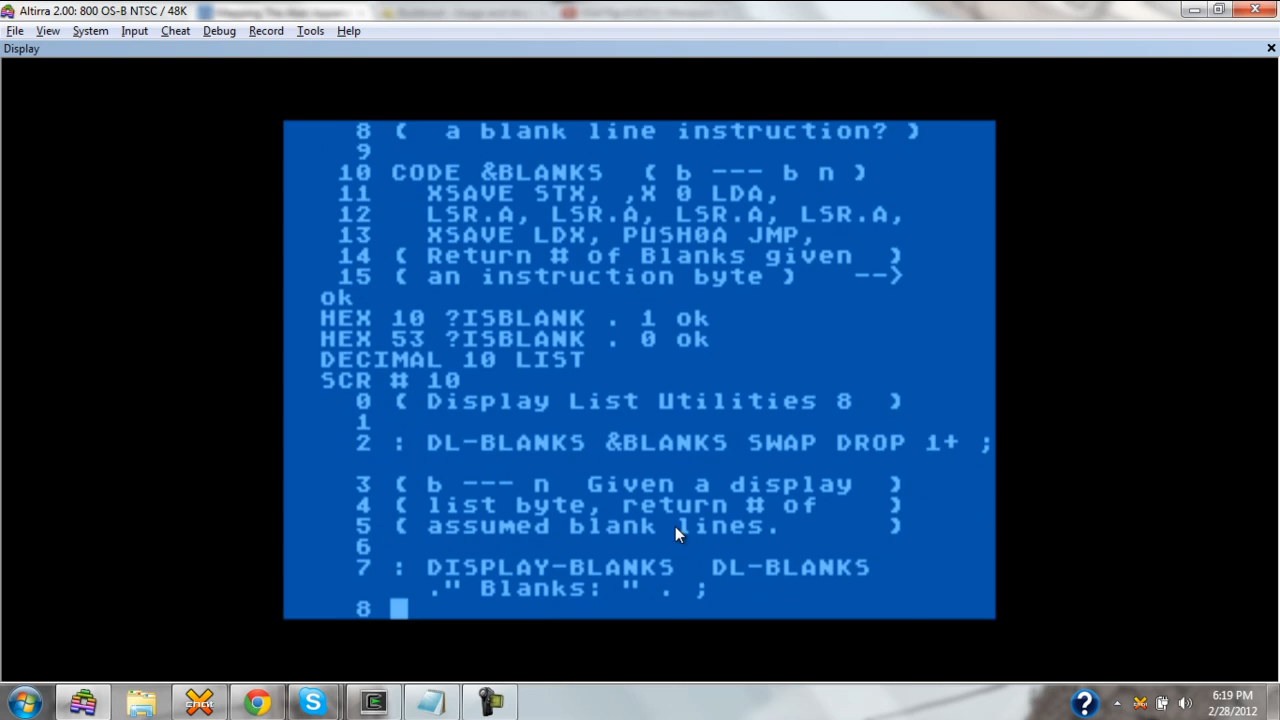 Altirra 2.00: 800 OS-B NTSC / 48K
File View System Input Cheat Debug Record Tools Help
Display
8 ( a blank line instruction? )
9
10 CODE &BLANKS ( b --- b n )
11 XSAVE STX, ,X 0 LDA,
12 LSR.A, LSR.A, LSR.A, LSR.A,
13 XSAVE LDX, PUSH0A JMP,
14 ( Return # of Blanks given )
15 ( an instruction byte ) -->
ok
HEX 10 ?ISBLANK . 1 ok
HEX 53 ?ISBLANK . 0 ok
DECIMAL 10 LIST
SCR # 10
0 ( Display List Utilities 8 )
1
2 : DL-BLANKS &BLANKS SWAP DROP 1+ ;
3 ( b --- n Given a display )
4 ( list byte, return # of )
5 ( assumed blank lines. )
6
7 : DISPLAY-BLANKS DL-BLANKS
." Blanks: " . ;
8
6:19 PM
2/28/2012